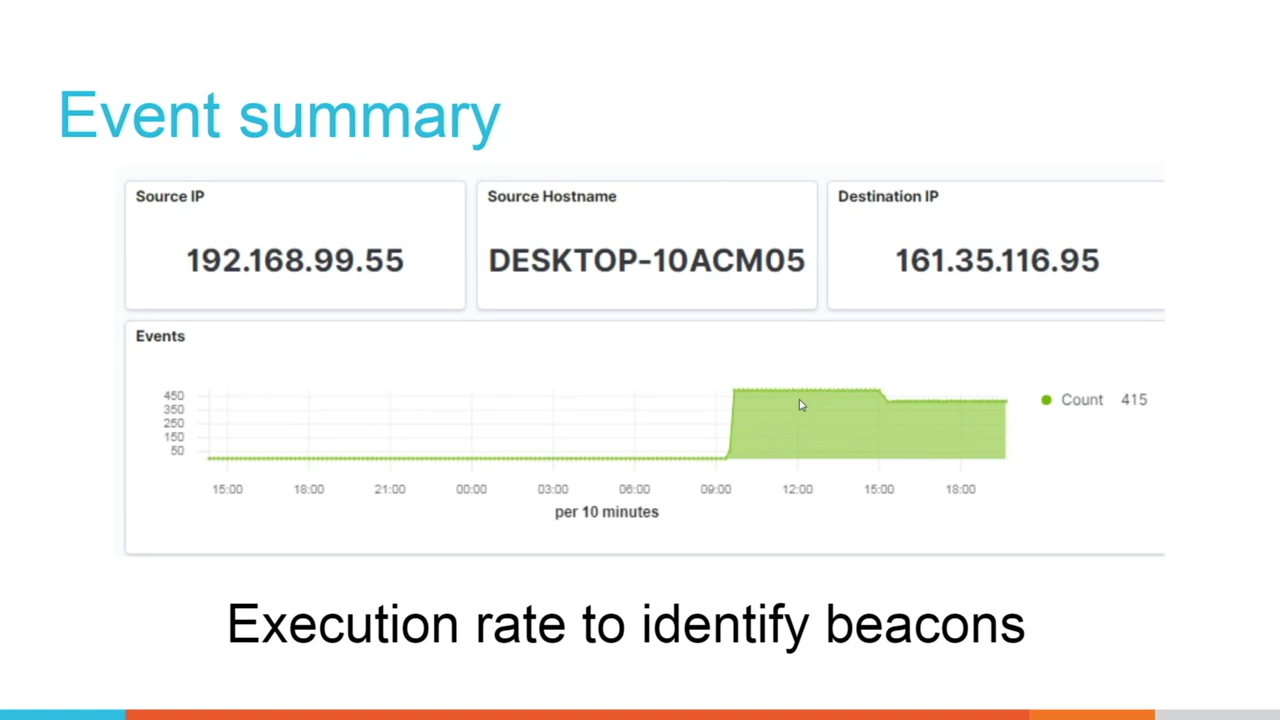 Event summary
Source IP
Source Hostname
Destination IP
192.168.99.55
DESKTOP-10ACM05
161.35.116.95
Events
450
350
250
150
50
Count 415
15:00 18:00 21:00 00:00 03:00 06:00 09:00 12:00 15:00 18:00
per 10 minutes
Execution rate to identify beacons